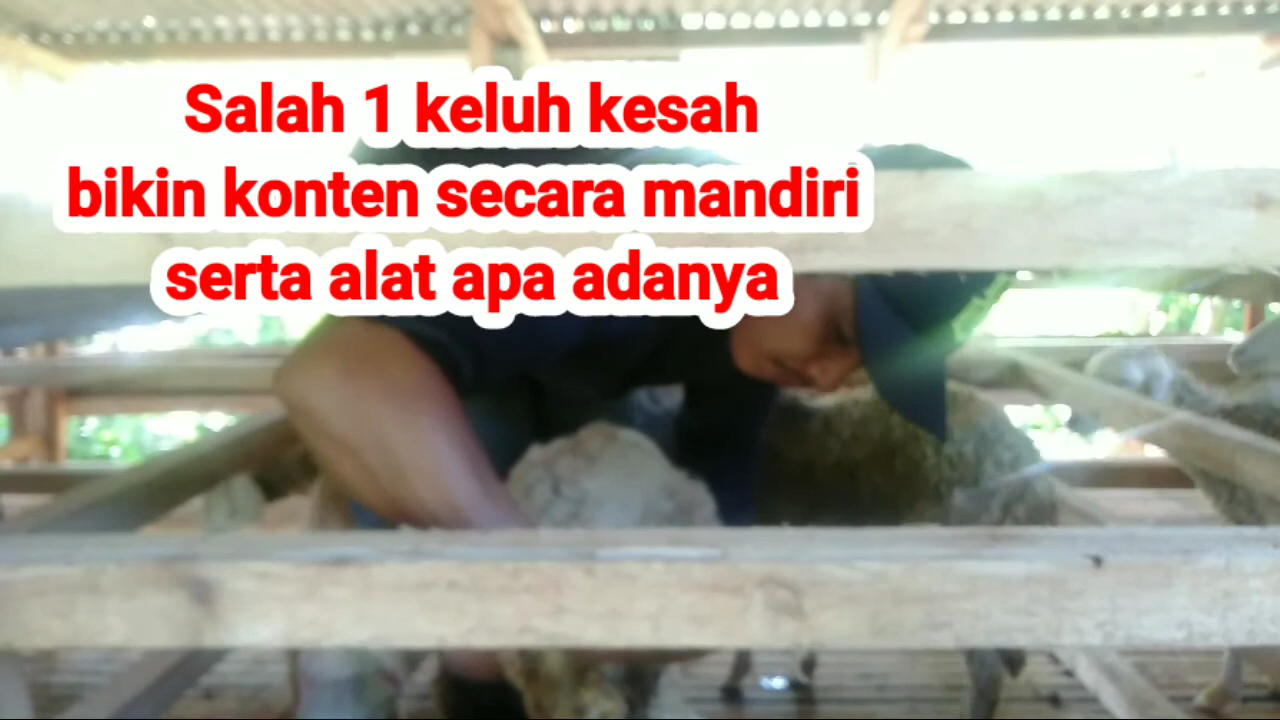 Salah 1 keluh kesah
bikin konten secara mandiri
serta alat apa adanya